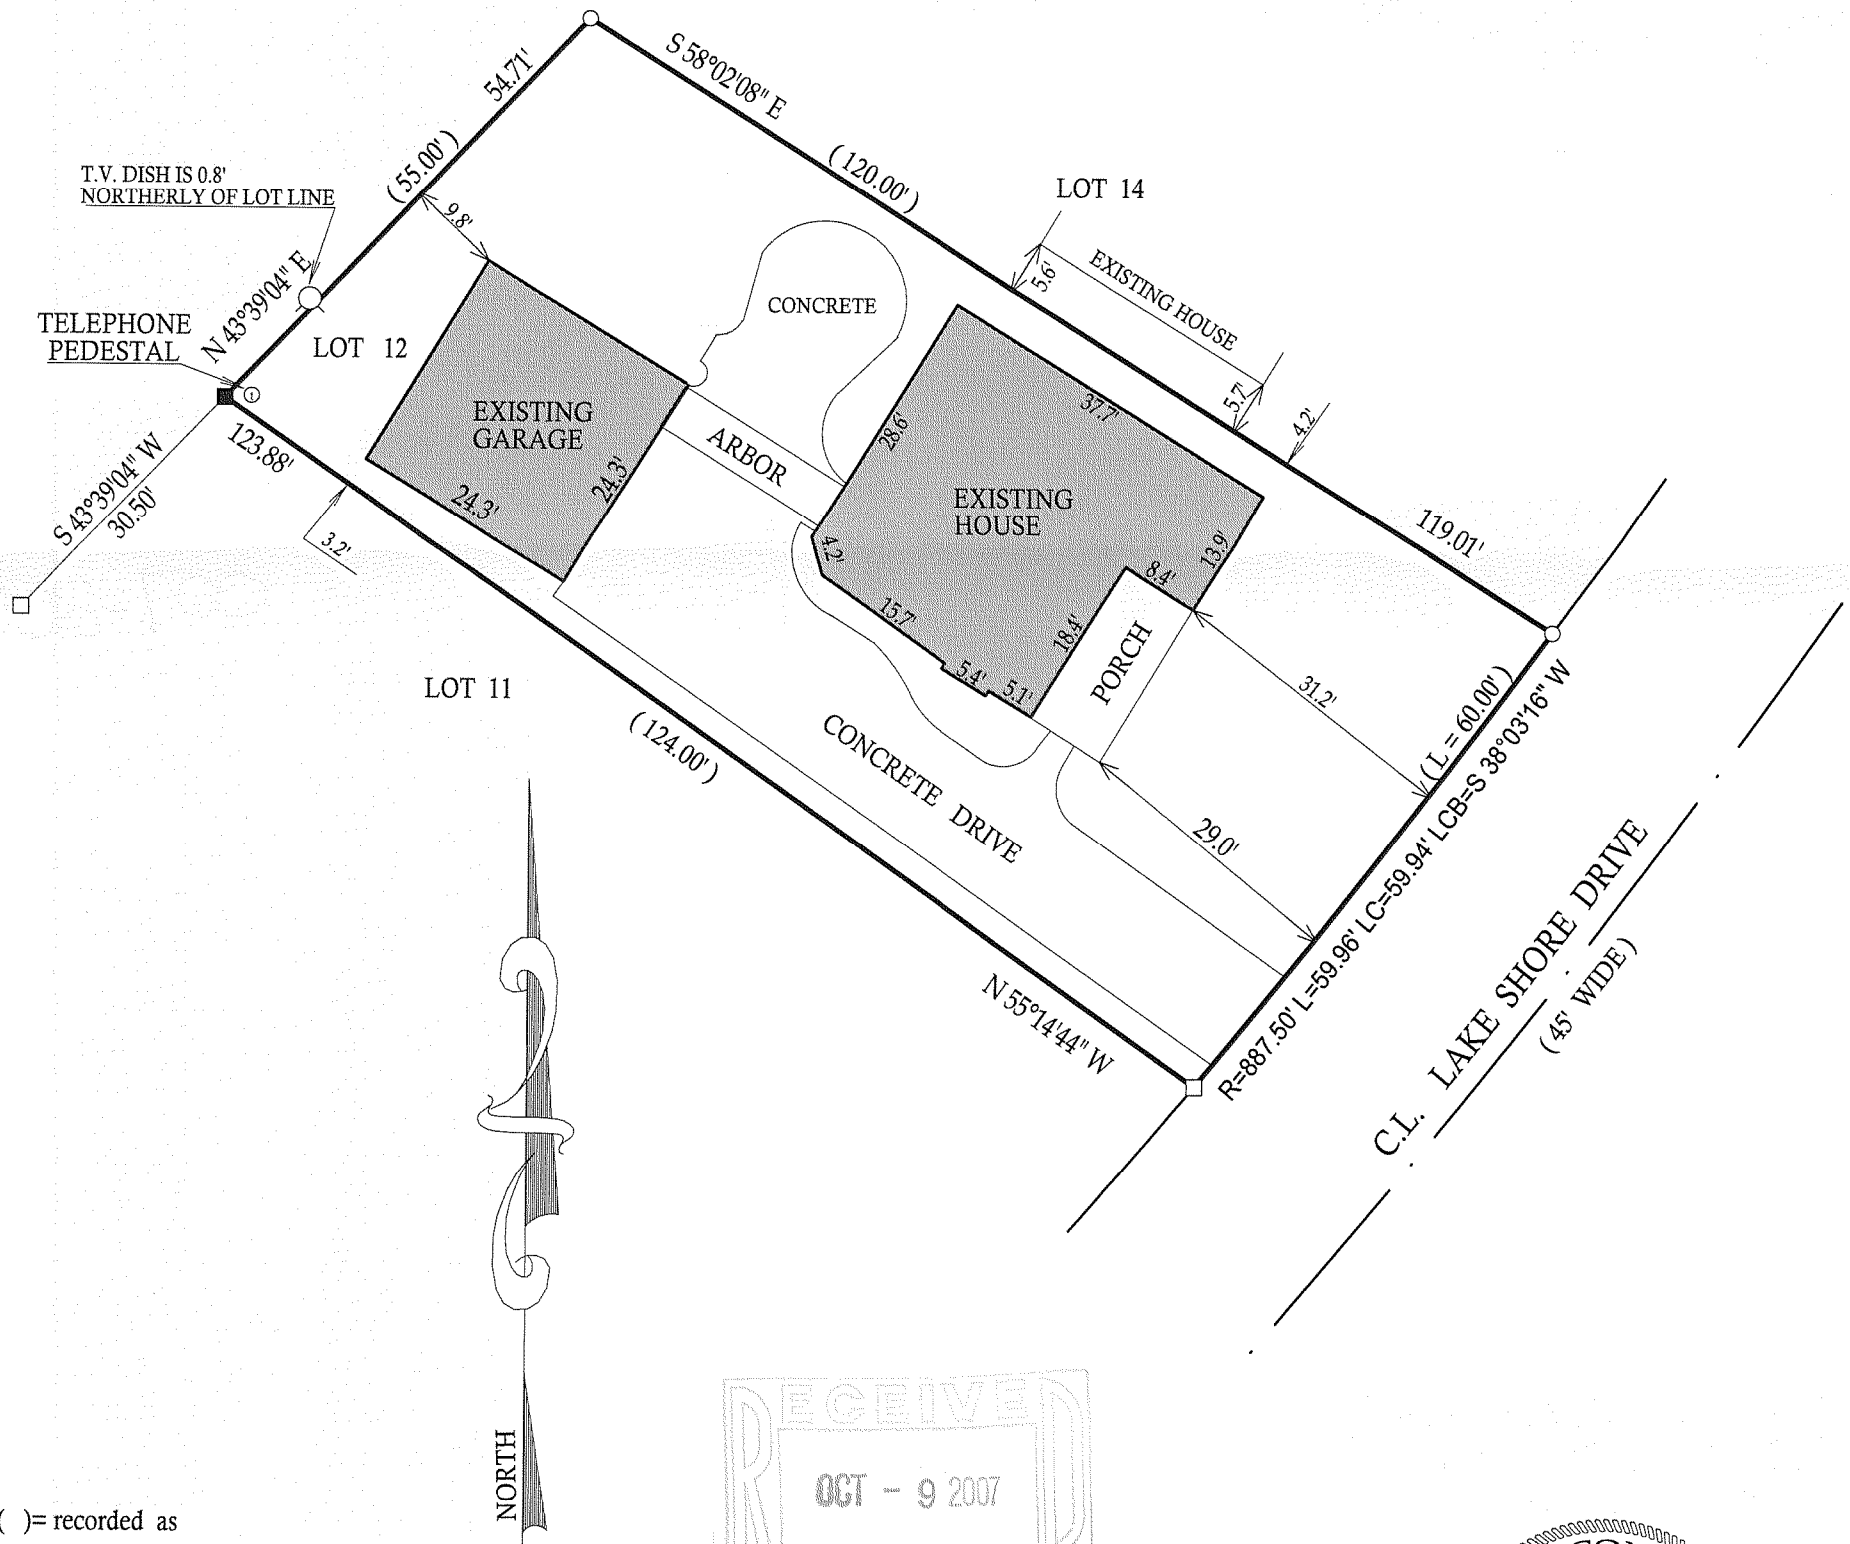 S 58°02'08" E
54.71'
( 55.00' )
( 120.00' )
T.V. DISH IS 0.8'
NORTHERLY OF LOT LINE
LOT 14
9.8'
5.6'
EXISTING HOUSE
5.7'
4.2'
N 43°39'04" E
TELEPHONE
PEDESTAL
LOT 12
CONCRETE
EXISTING
GARAGE
24.3'
24.3'
ARBOR
28.6'
37.7'
EXISTING
HOUSE
119.01'
123.88'
S 43°39'04" W
30.50'
3.2'
4.2'
15.7'
5.4'
5.1'
18.4'
8.4'
13.9'
PORCH
31.2'
29.0'
LOT 11
( 124.00' )
CONCRETE DRIVE
( L = 60.00' )
R=887.50' L=59.96' LC=59.94' LCB=S 38°03'16" W
N 55°14'44" W
C.L. LAKE SHORE DRIVE
( 45' WIDE )
NORTH
RECEIVED
OCT - 9 2007
( )= recorded as